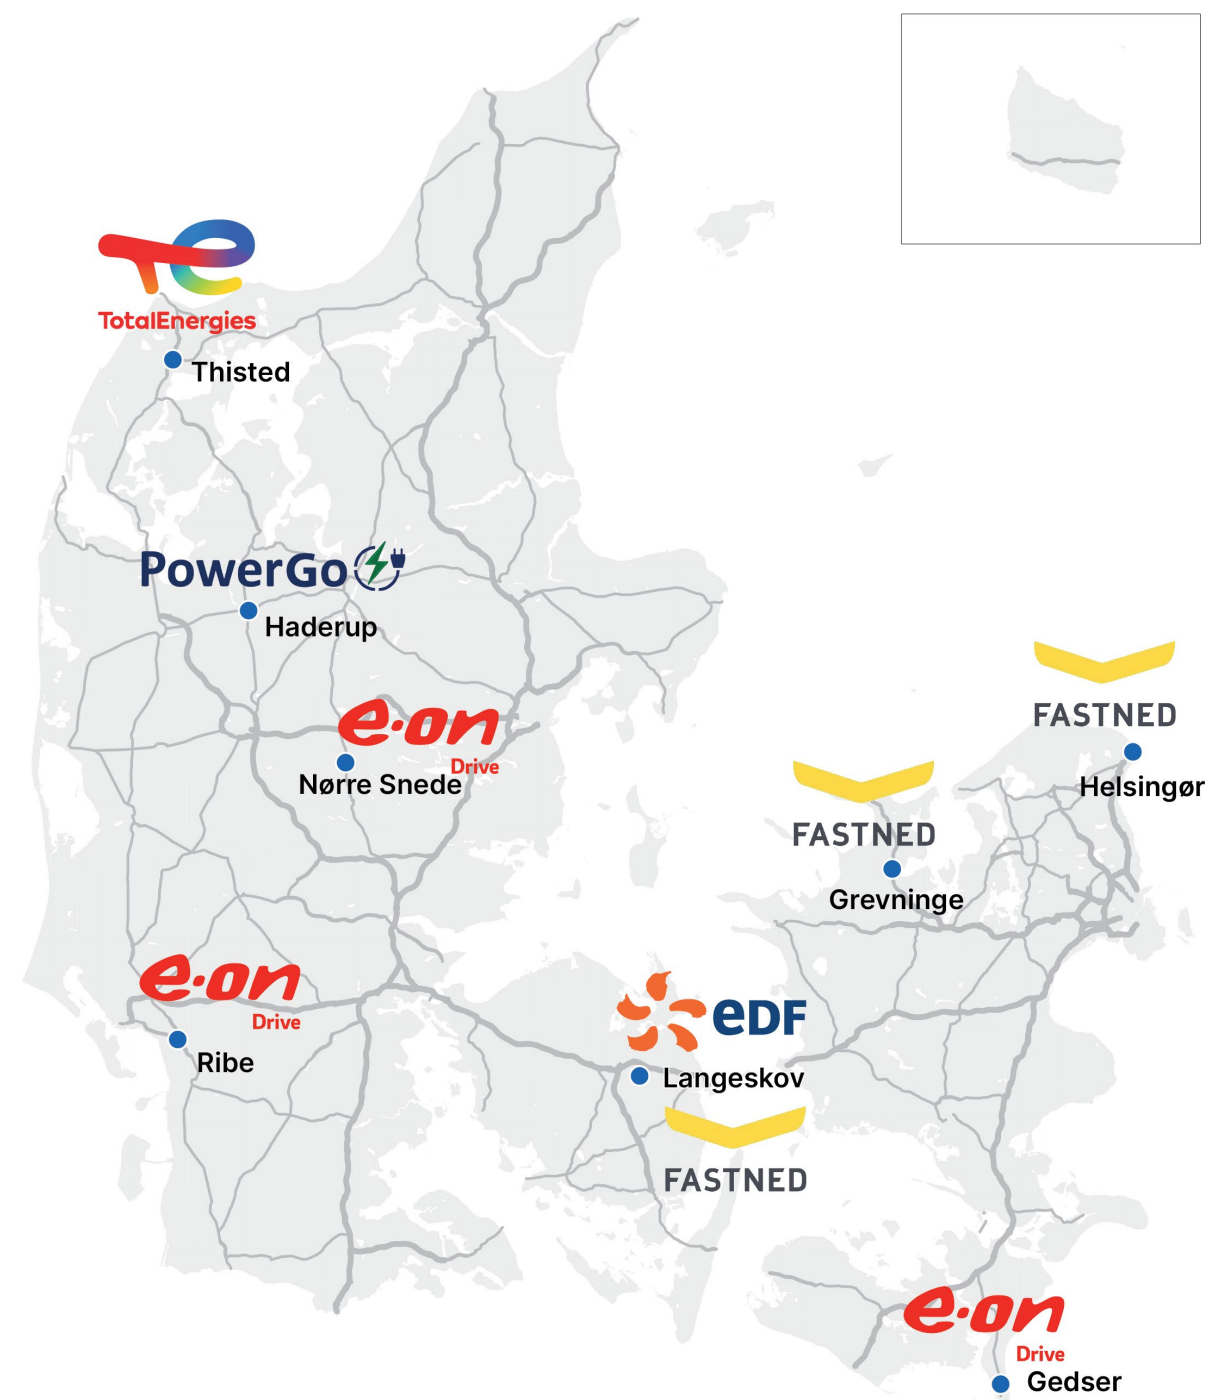 TotalEnergies
Thisted
PowerGo
Haderup
e·on
Drive
Nørre Snede
FASTNED
Helsingør
FASTNED
Grevninge
e·on
Drive
Ribe
eDF
Langeskov
FASTNED
e·on
Drive
Gedser